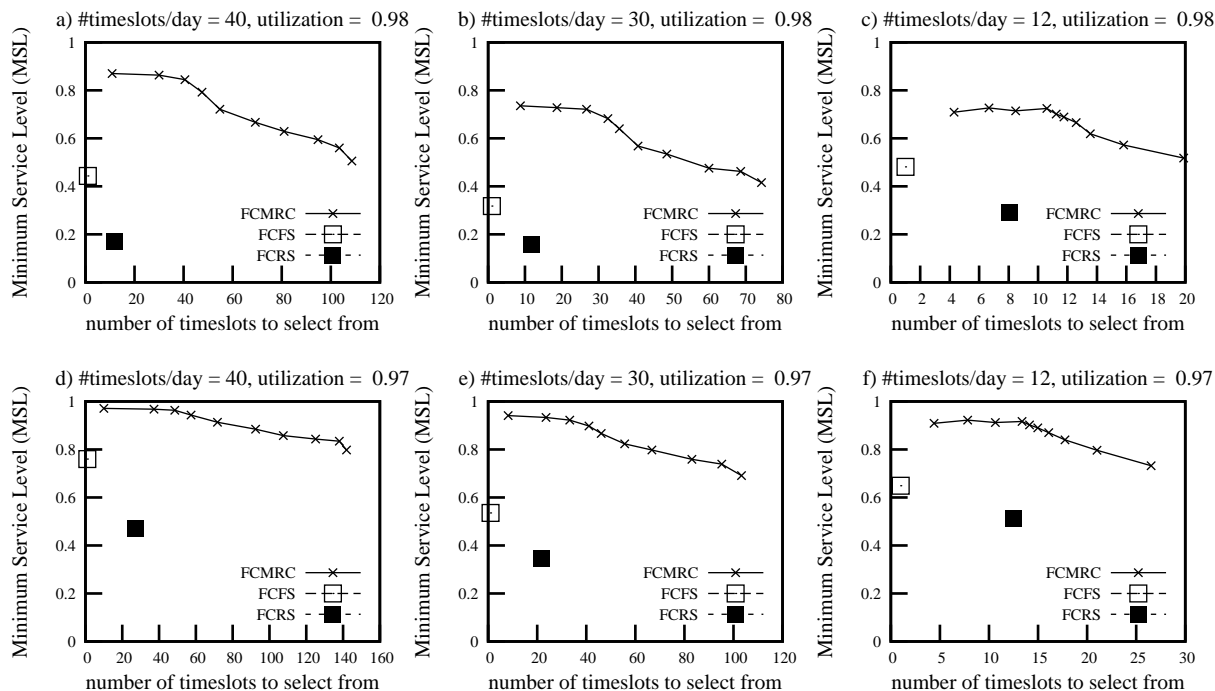 a) #timeslots/day = 40, utilization = 0.98
Minimum Service Level (MSL)
1
0.8
0.6
0.4
0.2
0
FCMRC
FCFS
FCRS
0 20 40 60 80 100 120
number of timeslots to select from
b) #timeslots/day = 30, utilization = 0.98
Minimum Service Level (MSL)
1
0.8
0.6
0.4
0.2
0
FCMRC
FCFS
FCRS
0 10 20 30 40 50 60 70 80
number of timeslots to select from
c) #timeslots/day = 12, utilization = 0.98
Minimum Service Level (MSL)
1
0.8
0.6
0.4
0.2
0
FCMRC
FCFS
FCRS
0 2 4 6 8 10 12 14 16 18 20
number of timeslots to select from
d) #timeslots/day = 40, utilization = 0.97
Minimum Service Level (MSL)
1
0.8
0.6
0.4
0.2
0
FCMRC
FCFS
FCRS
0 20 40 60 80 100 120 140 160
number of timeslots to select from
e) #timeslots/day = 30, utilization = 0.97
Minimum Service Level (MSL)
1
0.8
0.6
0.4
0.2
0
FCMRC
FCFS
FCRS
0 20 40 60 80 100 120
number of timeslots to select from
f) #timeslots/day = 12, utilization = 0.97
Minimum Service Level (MSL)
1
0.8
0.6
0.4
0.2
0
FCMRC
FCFS
FCRS
0 5 10 15 20 25 30
number of timeslots to select from